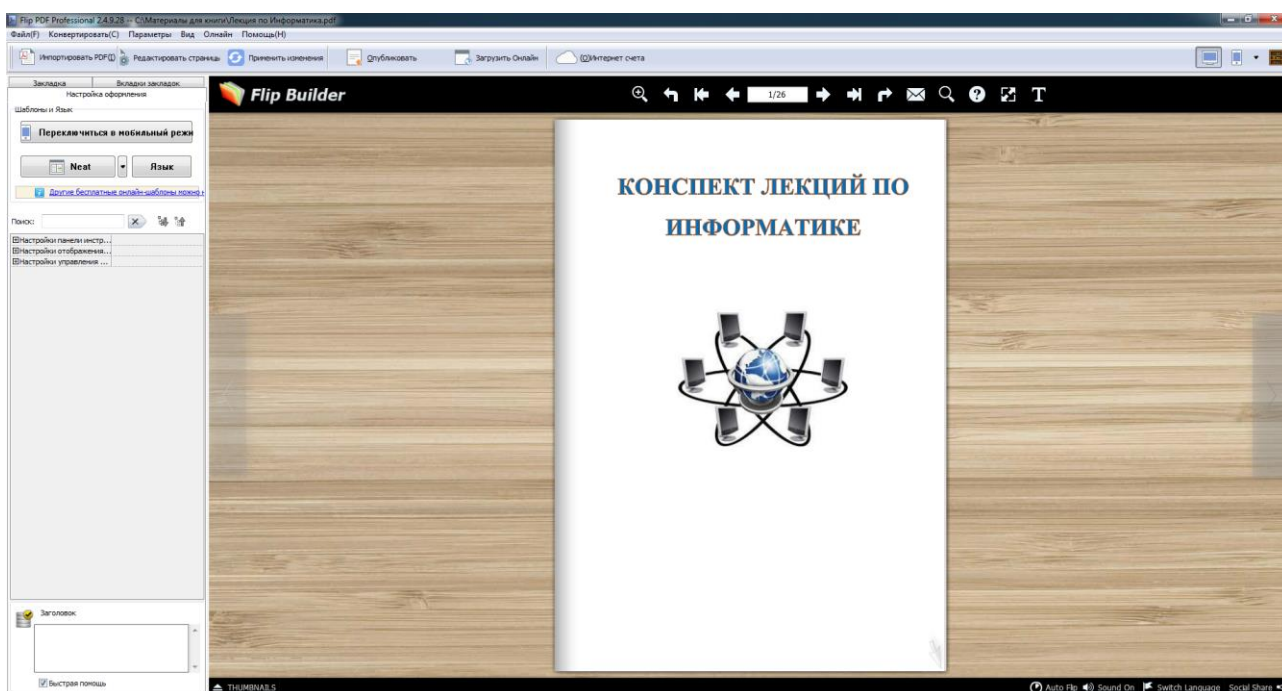 Flip PDF Professional 2.4.9.28 -- C:\Материалы для книги\Лекция по Информатика.pdf
Файл(F) Конвертировать(C) Параметры Вид Олнайн Помощь(H)
Импортировать PDF(I) Редактировать страницы Применить изменения Опубликовать Загрузить Онлайн (O)Интернет счета
Закладка Вкладки закладок
Настройка оформления
Шаблоны и Язык
Переключиться в мобильный режи
Neat Язык
Другие бесплатные онлайн-шаблоны можно н
Поиск:
Настройки панели инстр...
Настройки отображения...
Настройки управления ...
Заголовок
Быстрая помощь
Flip Builder
1/26
T
КОНСПЕКТ ЛЕКЦИЙ ПО
ИНФОРМАТИКЕ
THUMBNAILS
Auto Flip Sound On Switch Language Social Share